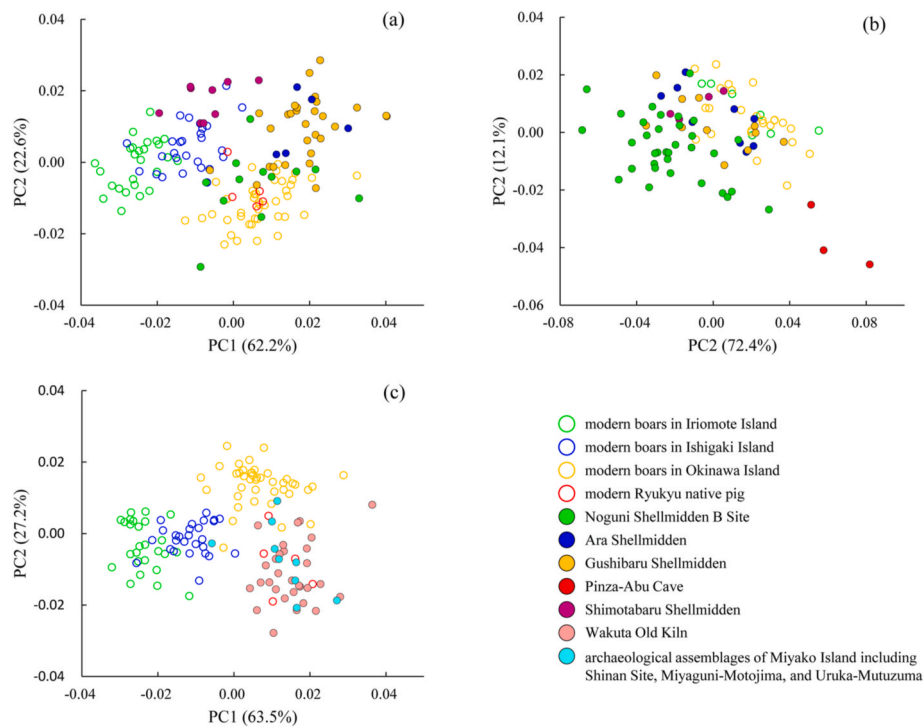 (a)
0.04
0.02
0.00
-0.02
-0.04
PC2 (22.6%)
-0.04
-0.02
0.00
0.02
0.04
PC1 (62.2%)
(b)
0.04
0.02
0.00
-0.02
-0.04
-0.06
PC2 (12.1%)
-0.08
-0.04
0.00
0.04
0.08
PC2 (72.4%)
(c)
0.04
0.02
0.00
-0.02
-0.04
PC2 (27.2%)
-0.04
-0.02
0.00
0.02
0.04
PC1 (63.5%)
modern boars in Iriomote Island
modern boars in Ishigaki Island
modern boars in Okinawa Island
modern Ryukyu native pig
Noguni Shellmidden B Site
Ara Shellmidden
Gushibaru Shellmidden
Pinza-Abu Cave
Shimotabaru Shellmidden
Wakuta Old Kiln
archaeological assemblages of Miyako Island including
Shinan Site, Miyaguni-Motojima, and Uruka-Mutuzuma